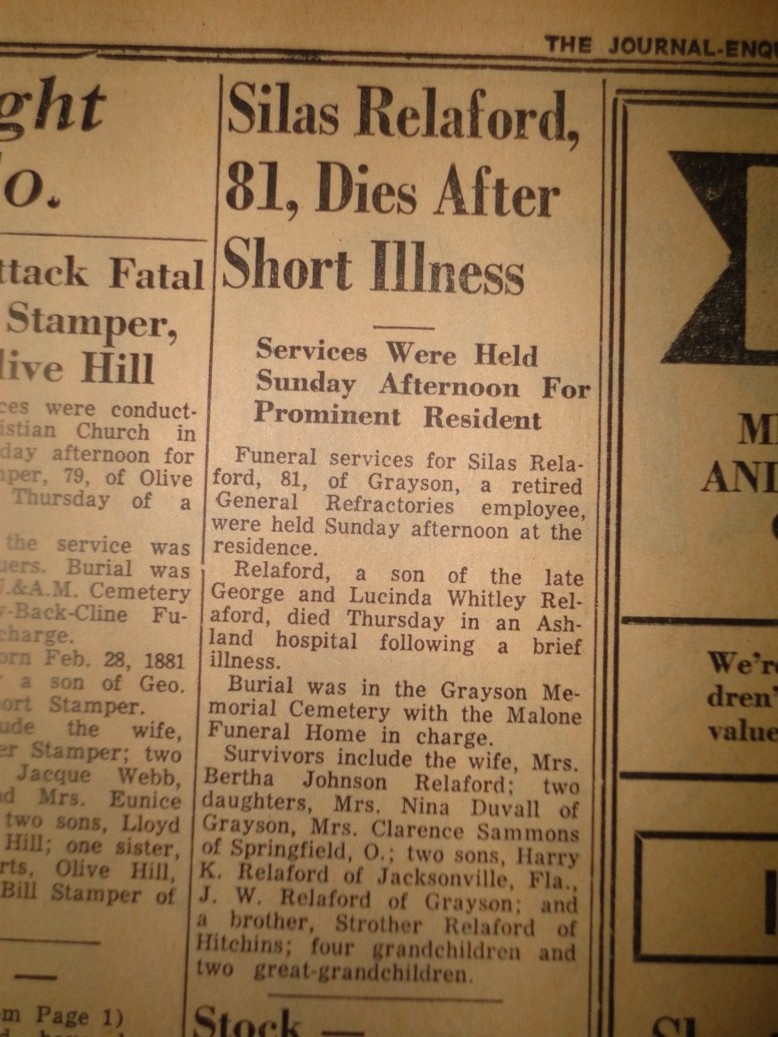 THE JOURNAL-ENQU
ght
o.
ttack Fatal
Stamper,
live Hill
ces were conduct-
istian Church in
day afternoon for
mper, 79, of Olive
Thursday of a
the service was
uers. Burial was
.&A.M. Cemetery
-Back-Cline Fu-
charge.
orn Feb. 28, 1881
a son of Geo.
ort Stamper.
ude the wife,
er Stamper; two
Jacque Webb,
nd Mrs. Eunice
two sons, Lloyd
Hill; one sister,
rts, Olive Hill,
Bill Stamper of
m Page 1)
Silas Relaford,
81, Dies After
Short Illness
Services Were Held
Sunday Afternoon For
Prominent Resident
Funeral services for Silas Rela-
ford, 81, of Grayson, a retired
General Refractories employee,
were held Sunday afternoon at the
residence.
Relaford, a son of the late
George and Lucinda Whitley Rel-
aford, died Thursday in an Ash-
land hospital following a brief
illness.
Burial was in the Grayson Me-
morial Cemetery with the Malone
Funeral Home in charge.
Survivors include the wife, Mrs.
Bertha Johnson Relaford; two
daughters, Mrs. Nina Duvall of
Grayson, Mrs. Clarence Sammons
of Springfield, O.; two sons, Harry
K. Relaford of Jacksonville, Fla.,
J. W. Relaford of Grayson; and
a brother, Strother Relaford of
Hitchins; four grandchildren and
two great-grandchildren.
Stock —
M
AND
We're
dren'
value